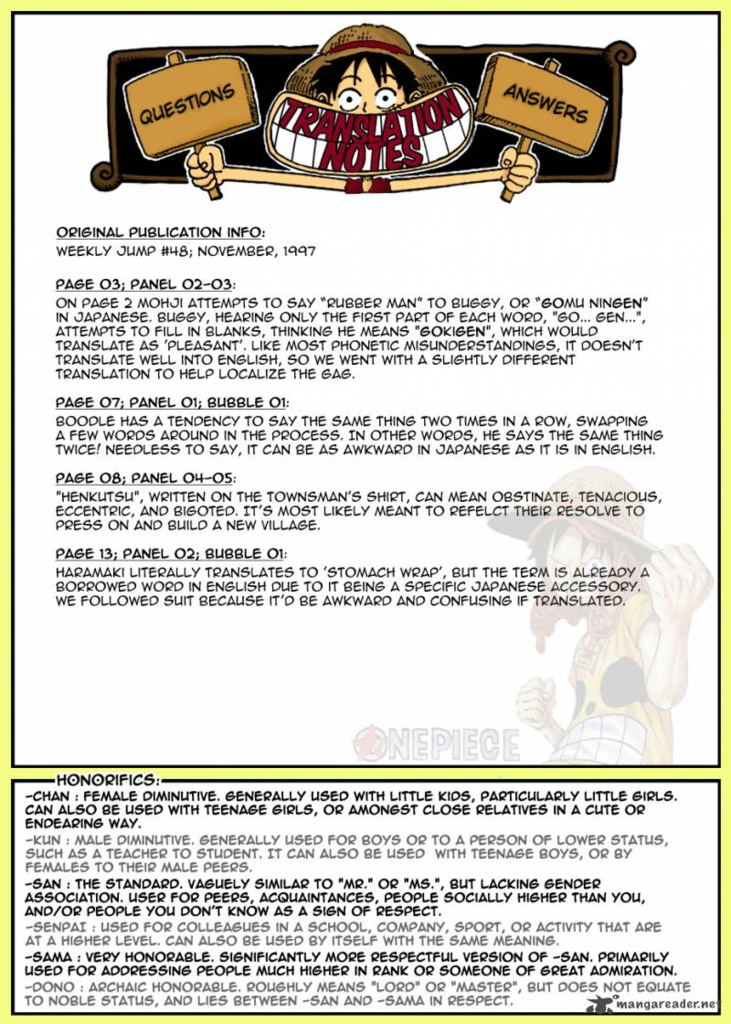 QUESTIONS
TRANSLATION
NOTES
ANSWERS
ORIGINAL PUBLICATION INFO:
WEEKLY JUMP #48; NOVEMBER, 1997
PAGE 03; PANEL 02-03:
ON PAGE 2 MOHJI ATTEMPTS TO SAY "RUBBER MAN" TO BUGGY, OR "GOMU NINGEN"
IN JAPANESE. BUGGY, HEARING ONLY THE FIRST PART OF EACH WORD, "GO... GEN...",
ATTEMPTS TO FILL IN BLANKS, THINKING HE MEANS "GOKIGEN", WHICH WOULD
TRANSLATE AS 'PLEASANT'. LIKE MOST PHONETIC MISUNDERSTANDINGS, IT DOESN'T
TRANSLATE WELL INTO ENGLISH, SO WE WENT WITH A SLIGHTLY DIFFERENT
TRANSLATION TO HELP LOCALIZE THE GAG.
PAGE 07; PANEL 01; BUBBLE 01:
BOODLE HAS A TENDENCY TO SAY THE SAME THING TWO TIMES IN A ROW, SWAPPING
A FEW WORDS AROUND IN THE PROCESS. IN OTHER WORDS, HE SAYS THE SAME THING
TWICE! NEEDLESS TO SAY, IT CAN BE AS AWKWARD IN JAPANESE AS IT IS IN ENGLISH.
PAGE 08; PANEL 04-05:
"HENKUTSU", WRITTEN ON THE TOWNSMAN'S SHIRT, CAN MEAN OBSTINATE, TENACIOUS,
ECCENTRIC, AND BIGOTED. IT'S MOST LIKELY MEANT TO REFELCT THEIR RESOLVE TO
PRESS ON AND BUILD A NEW VILLAGE.
PAGE 13; PANEL 02; BUBBLE 01:
HARAMAKI LITERALLY TRANSLATES TO 'STOMACH WRAP', BUT THE TERM IS ALREADY A
BORROWED WORD IN ENGLISH DUE TO IT BEING A SPECIFIC JAPANESE ACCESSORY.
WE FOLLOWED SUIT BECAUSE IT'D BE AWKWARD AND CONFUSING IF TRANSLATED.
ONEPIECE
HONORIFICS:
-CHAN : FEMALE DIMINUTIVE. GENERALLY USED WITH LITTLE KIDS, PARTICULARLY LITTLE GIRLS.
CAN ALSO BE USED WITH TEENAGE GIRLS, OR AMONGST CLOSE RELATIVES IN A CUTE OR
ENDEARING WAY.
-KUN : MALE DIMINUTIVE. GENERALLY USED FOR BOYS OR TO A PERSON OF LOWER STATUS,
SUCH AS A TEACHER TO STUDENT. IT CAN ALSO BE USED WITH TEENAGE BOYS, OR BY
FEMALES TO THEIR MALE PEERS.
-SAN : THE STANDARD. VAGUELY SIMILAR TO "MR." OR "MS.", BUT LACKING GENDER
ASSOCIATION. USER FOR PEERS, ACQUAINTANCES, PEOPLE SOCIALLY HIGHER THAN YOU,
AND/OR PEOPLE YOU DON'T KNOW AS A SIGN OF RESPECT.
-SENPAI : USED FOR COLLEAGUES IN A SCHOOL, COMPANY, SPORT, OR ACTIVITY THAT ARE
AT A HIGHER LEVEL. CAN ALSO BE USED BY ITSELF WITH THE SAME MEANING.
-SAMA : VERY HONORABLE. SIGNIFICANTLY MORE RESPECTFUL VERSION OF -SAN. PRIMARILY
USED FOR ADDRESSING PEOPLE MUCH HIGHER IN RANK OR SOMEONE OF GREAT ADMIRATION.
-DONO : ARCHAIC HONORABLE. ROUGHLY MEANS "LORD" OR "MASTER", BUT DOES NOT EQUATE
TO NOBLE STATUS, AND LIES BETWEEN -SAN AND -SAMA IN RESPECT.
mangareader.net